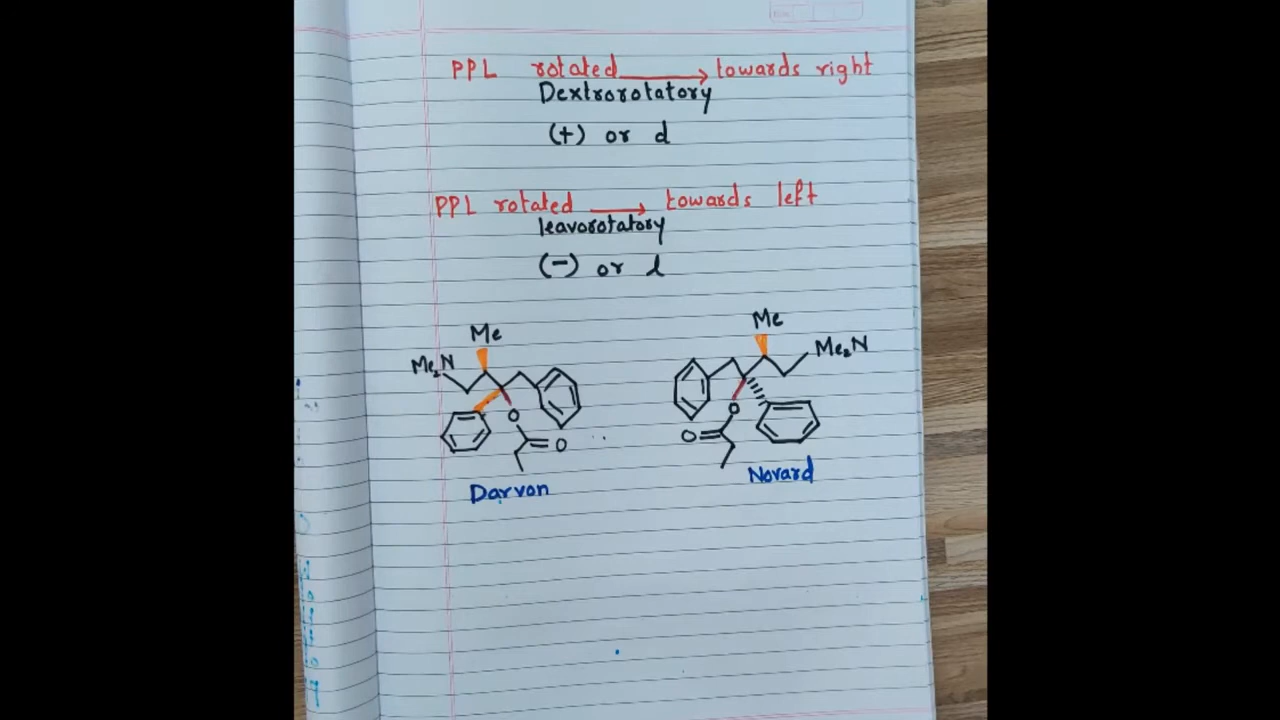 PPL rotated → towards right
Dextrorotatory
(+) or d
PPL rotated → towards left
leavorotatory
(-) or l
Me
Me₂N
O
O
Darvon
Me
Me₂N
O
O
Novard